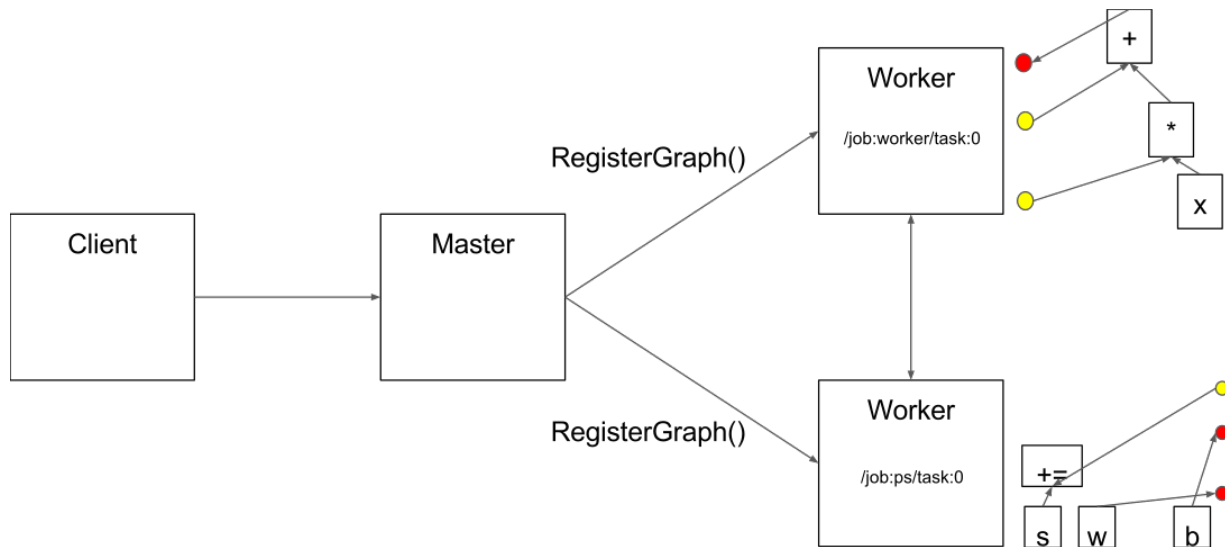 +
Worker
/job:worker/task:0
*
RegisterGraph()
x
Client
Master
Worker
RegisterGraph()
/job:ps/task:0
+=
s
w
b